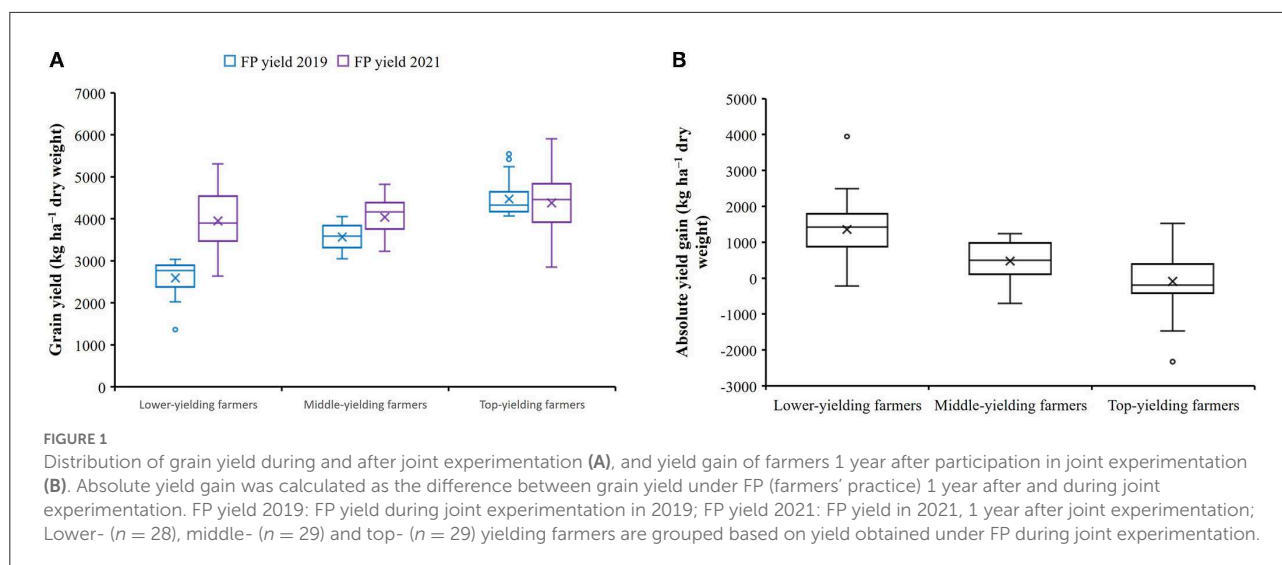 A
FP yield 2019 FP yield 2021
Grain yield (kg ha⁻¹ dry weight)
7000
6000
5000
4000
3000
2000
1000
0
Lower-yielding farmers Middle-yielding farmers Top-yielding farmers
B
Absolute yield gain (kg ha⁻¹ dry
weight)
5000
4000
3000
2000
1000
0
-1000
-2000
-3000
Lower-yielding farmers Middle-yielding farmers Top-yielding farmers
FIGURE 1
Distribution of grain yield during and after joint experimentation (A), and yield gain of farmers 1 year after participation in joint experimentation
(B). Absolute yield gain was calculated as the difference between grain yield under FP (farmers’ practice) 1 year after and during joint
experimentation. FP yield 2019: FP yield during joint experimentation in 2019; FP yield 2021: FP yield in 2021, 1 year after joint experimentation;
Lower- (n = 28), middle- (n = 29) and top- (n = 29) yielding farmers are grouped based on yield obtained under FP during joint experimentation.